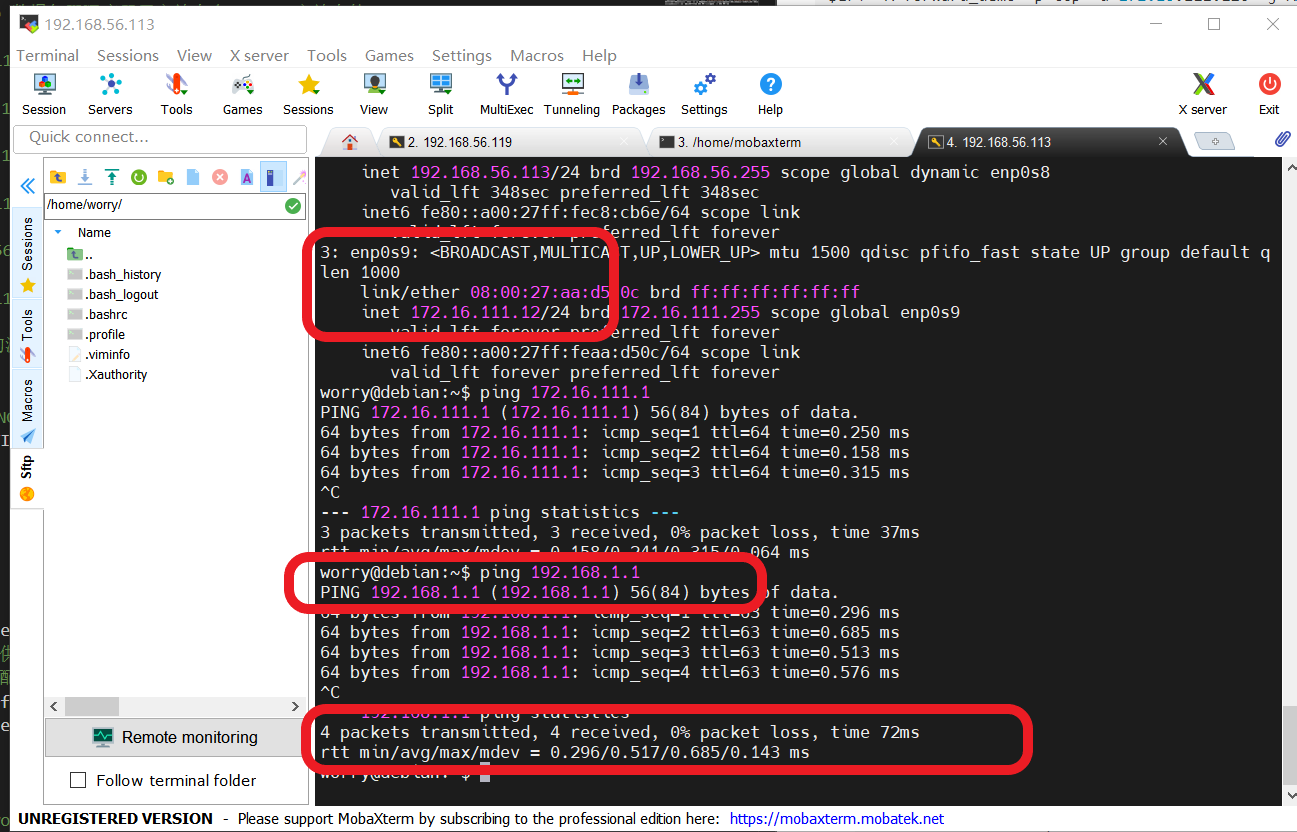 192.168.56.113
Terminal Sessions View X server Tools Games Settings Macros Help
Session Servers Tools Games Sessions View Split MultiExec Tunneling Packages Settings Help X server Exit
Quick connect...
2. 192.168.56.119
3. /home/mobaxterm
4. 192.168.56.113
Sessions
Tools
Macros
Sftp
/home/worry/
Name
..
.bash_history
.bash_logout
.bashrc
.profile
.viminfo
.Xauthority
Remote monitoring
Follow terminal folder
inet 192.168.56.113/24 brd 192.168.56.255 scope global dynamic enp0s8
valid_lft 348sec preferred_lft 348sec
inet6 fe80::a00:27ff:fec8:cb6e/64 scope link
valid_lft forever preferred_lft forever
3: enp0s9: <BROADCAST,MULTICAST,UP,LOWER_UP> mtu 1500 qdisc pfifo_fast state UP group default q
len 1000
link/ether 08:00:27:aa:d5:0c brd ff:ff:ff:ff:ff:ff
inet 172.16.111.12/24 brd 172.16.111.255 scope global enp0s9
valid_lft forever preferred_lft forever
inet6 fe80::a00:27ff:feaa:d50c/64 scope link
valid_lft forever preferred_lft forever
worry@debian:~$ ping 172.16.111.1
PING 172.16.111.1 (172.16.111.1) 56(84) bytes of data.
64 bytes from 172.16.111.1: icmp_seq=1 ttl=64 time=0.250 ms
64 bytes from 172.16.111.1: icmp_seq=2 ttl=64 time=0.158 ms
64 bytes from 172.16.111.1: icmp_seq=3 ttl=64 time=0.315 ms
^C
--- 172.16.111.1 ping statistics ---
3 packets transmitted, 3 received, 0% packet loss, time 37ms
rtt min/avg/max/mdev = 0.158/0.241/0.315/0.064 ms
worry@debian:~$ ping 192.168.1.1
PING 192.168.1.1 (192.168.1.1) 56(84) bytes of data.
64 bytes from 192.168.1.1: icmp_seq=1 ttl=63 time=0.296 ms
64 bytes from 192.168.1.1: icmp_seq=2 ttl=63 time=0.685 ms
64 bytes from 192.168.1.1: icmp_seq=3 ttl=63 time=0.513 ms
64 bytes from 192.168.1.1: icmp_seq=4 ttl=63 time=0.576 ms
^C
192.168.1.1 ping statistics
4 packets transmitted, 4 received, 0% packet loss, time 72ms
rtt min/avg/max/mdev = 0.296/0.517/0.685/0.143 ms
worry@debian:~$
UNREGISTERED VERSION - Please support MobaXterm by subscribing to the professional edition here: https://mobaxterm.mobatek.net